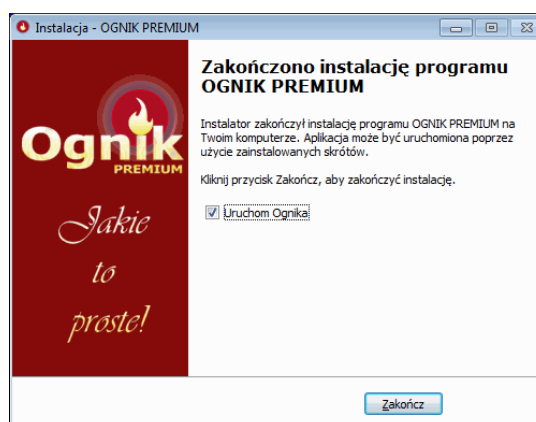 Instalacja - OGNIK PREMIUM
Zakończono instalację programu
OGNIK PREMIUM
Instalator zakończył instalację programu OGNIK PREMIUM na
Twoim komputerze. Aplikacja może być uruchomiona poprzez
użycie zainstalowanych skrótów.
Kliknij przycisk Zakończ, aby zakończyć instalację.
Uruchom Ognika
Ognik
PREMIUM
Jakie
to
proste!
Zakończ